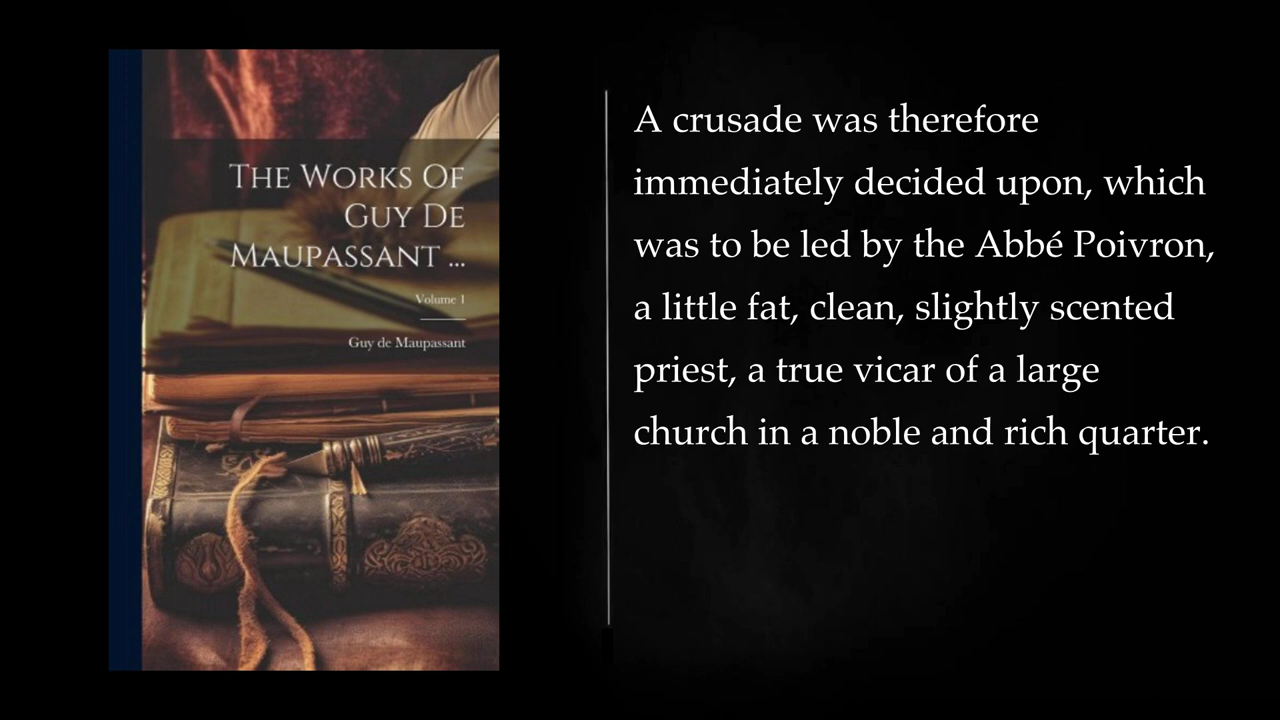 The Works Of
Guy De
Maupassant ...
Volume 1
Guy de Maupassant
A crusade was therefore
immediately decided upon, which
was to be led by the Abbé Poivron,
a little fat, clean, slightly scented
priest, a true vicar of a large
church in a noble and rich quarter.